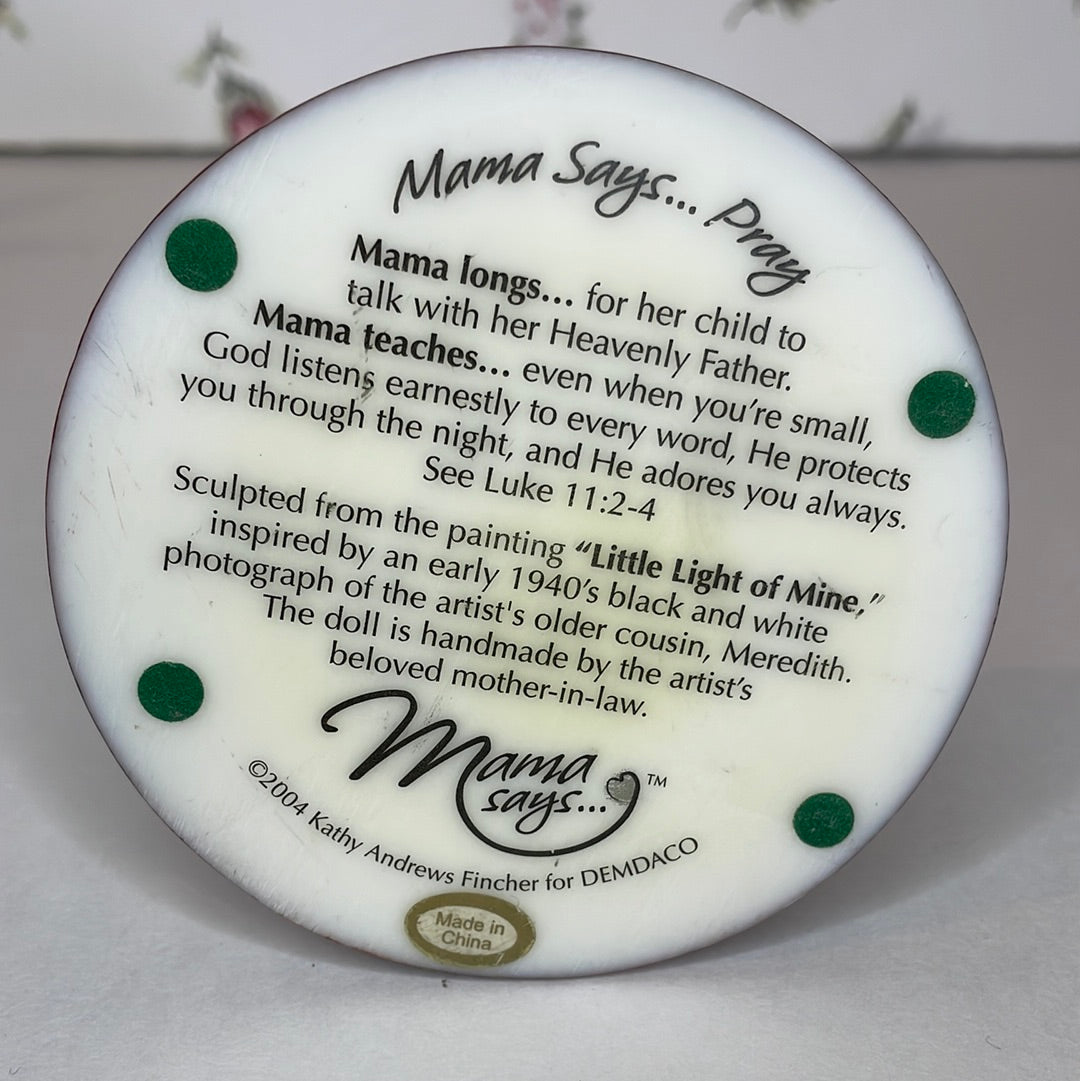 Mama Says... Pray
Mama longs... for her child to
talk with her Heavenly Father.
Mama teaches... even when you're small,
God listens earnestly to every word, He protects
you through the night, and He adores you always.
See Luke 11:2-4
Sculpted from the painting “Little Light of Mine,”
inspired by an early 1940's black and white
photograph of the artist's older cousin, Meredith.
The doll is handmade by the artist's
beloved mother-in-law.
Mama
says...™
©2004 Kathy Andrews Fincher for DEMDACO
Made in
China